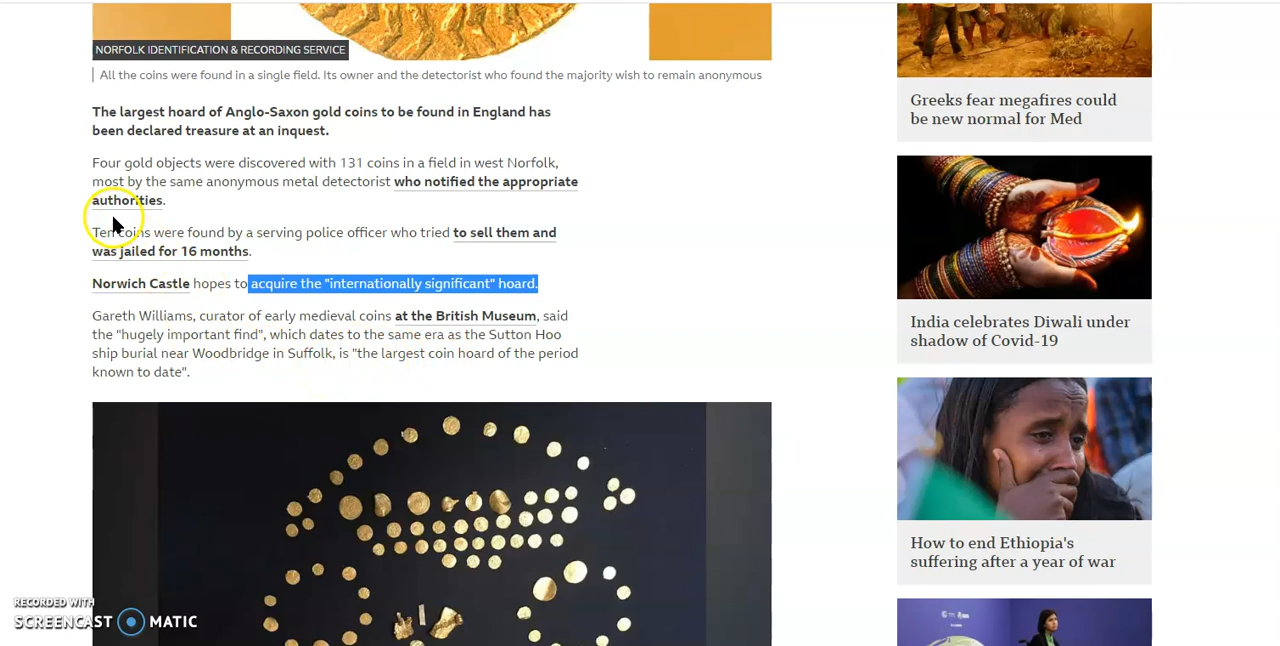 NORFOLK IDENTIFICATION & RECORDING SERVICE
All the coins were found in a single field. Its owner and the detectorist who found the majority wish to remain anonymous
The largest hoard of Anglo-Saxon gold coins to be found in England has
been declared treasure at an inquest.
Four gold objects were discovered with 131 coins in a field in west Norfolk,
most by the same anonymous metal detectorist who notified the appropriate
authorities.
Ten coins were found by a serving police officer who tried to sell them and
was jailed for 16 months.
Norwich Castle hopes to acquire the "internationally significant" hoard.
Gareth Williams, curator of early medieval coins at the British Museum, said
the "hugely important find", which dates to the same era as the Sutton Hoo
ship burial near Woodbridge in Suffolk, is "the largest coin hoard of the period
known to date".
Greeks fear megafires could
be new normal for Med
India celebrates Diwali under
shadow of Covid-19
How to end Ethiopia's
suffering after a year of war
RECORDED WITH
SCREENCAST MATIC